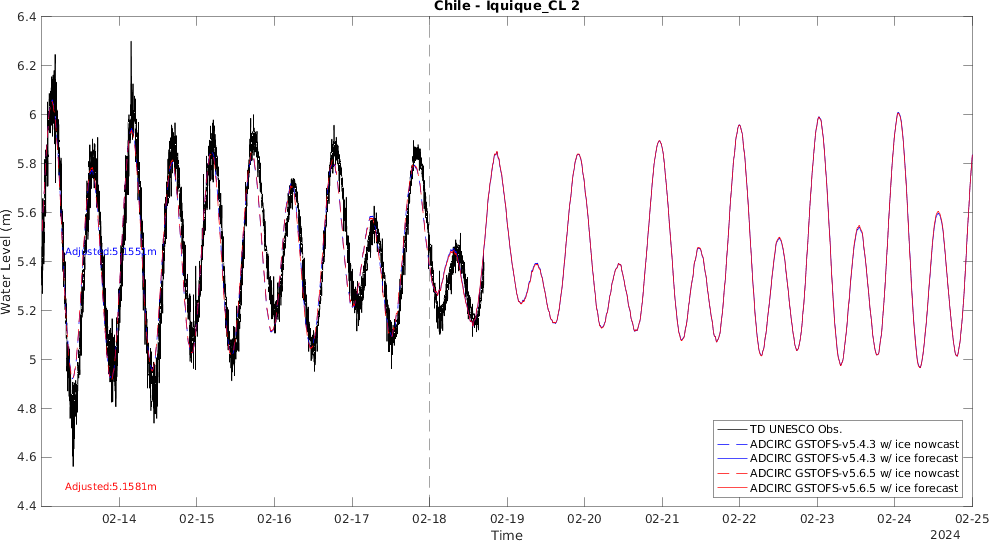 Chile - Iquique_CL 2
6.4
6.2
6
5.8
5.6
5.4
5.2
5
4.8
4.6
4.4
Water Level (m)
Adjusted:5.1551m
Adjusted:5.1581m
TD UNESCO Obs.
ADCIRC GSTOFS-v5.4.3 w/ ice nowcast
ADCIRC GSTOFS-v5.4.3 w/ ice forecast
ADCIRC GSTOFS-v5.6.5 w/ ice nowcast
ADCIRC GSTOFS-v5.6.5 w/ ice forecast
02-14 02-15 02-16 02-17 02-18 02-19 02-20 02-21 02-22 02-23 02-24 02-25
Time
2024